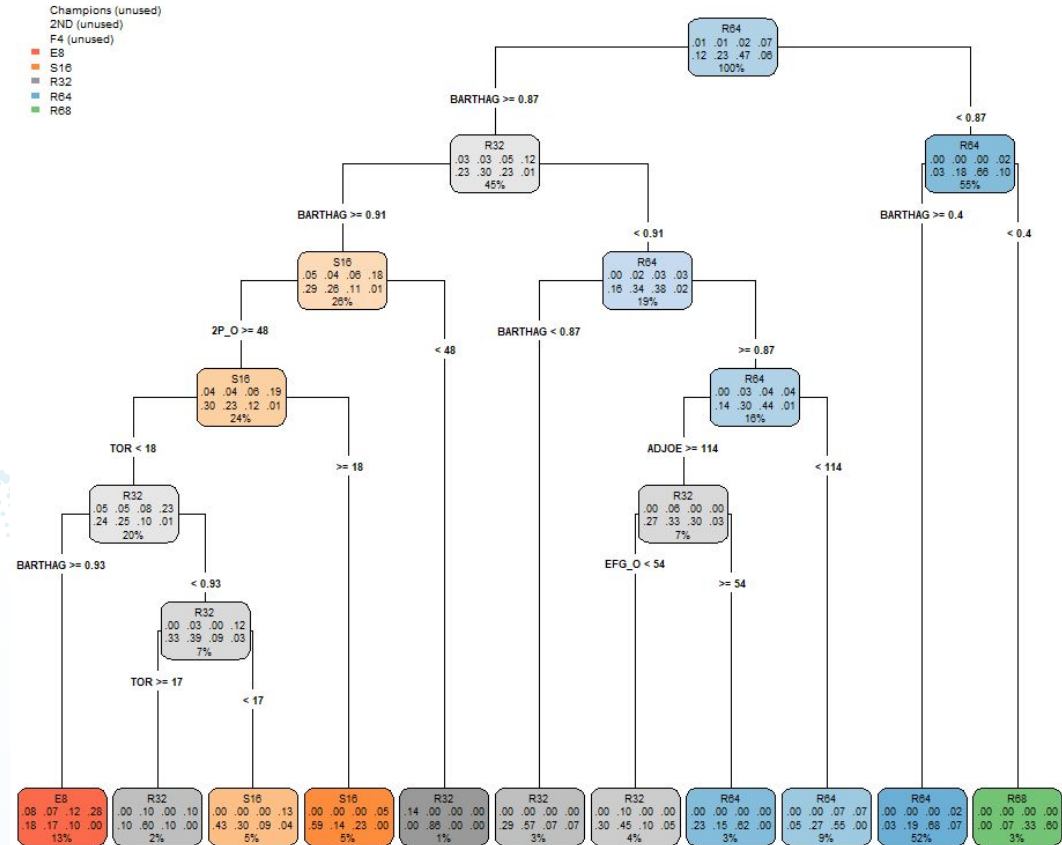 Champions (unused)
2ND (unused)
F4 (unused)
E8
S16
R32
R64
R68
R64
.01 .01 .02 .07
.12 .23 .47 .06
100%
BARTHAG >= 0.87
< 0.87
R32
.03 .03 .05 .12
.23 .30 .23 .01
45%
R64
.00 .00 .00 .02
.03 .18 .66 .10
55%
BARTHAG >= 0.91
< 0.91
BARTHAG >= 0.4
< 0.4
S16
.05 .04 .06 .18
.29 .26 .11 .01
26%
R64
.00 .02 .03 .03
.16 .34 .38 .02
19%
2P_O >= 48
< 48
BARTHAG < 0.87
>= 0.87
S16
.04 .04 .06 .19
.30 .23 .12 .01
24%
R64
.00 .03 .04 .04
.14 .30 .44 .01
16%
TOR < 18
>= 18
ADJOE >= 114
< 114
R32
.05 .05 .08 .23
.24 .25 .10 .01
20%
R32
.00 .06 .00 .00
.27 .33 .30 .03
7%
BARTHAG >= 0.93
< 0.93
EFG_O < 54
>= 54
R32
.00 .03 .00 .12
.33 .39 .09 .03
7%
TOR >= 17
< 17
E8
.08 .07 .12 .28
.18 .17 .10 .00
13%
R32
.00 .10 .00 .10
.10 .60 .10 .00
2%
S16
.00 .00 .00 .13
.43 .30 .09 .04
5%
S16
.00 .00 .00 .05
.59 .14 .23 .00
5%
R32
.14 .00 .00 .00
.00 .86 .00 .00
1%
R32
.00 .00 .00 .00
.29 .57 .07 .07
3%
R32
.00 .10 .00 .00
.30 .45 .10 .05
4%
R64
.00 .00 .00 .00
.23 .15 .62 .00
3%
R64
.00 .00 .07 .07
.05 .27 .55 .00
9%
R64
.00 .00 .00 .02
.03 .19 .68 .07
52%
R68
.00 .00 .00 .00
.00 .07 .33 .60
3%